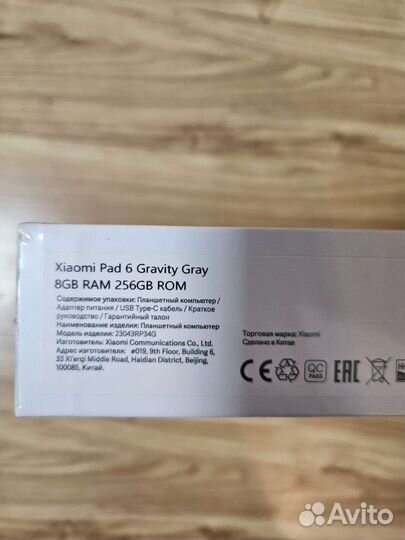 Xiaomi Pad 6 Gravity Gray
8GB RAM 256GB ROM
Содержимое упаковки: Планшетный компьютер /
Адаптер питания / USB Type-C кабель / Краткое
руководство / Гарантийный талон
Наименование изделия: Планшетный компьютер
Модель изделия: 23043RP34G
Изготовитель: Xiaomi Communications Co., Ltd.
Адрес изготовителя: #019, 9th Floor, Building 6,
33 Xi'erqi Middle Road, Haidian District, Beijing,
100085, Китай.
Торговая марка: Xiaomi
Сделано в Китае
CE QC PASS EAC
Avito